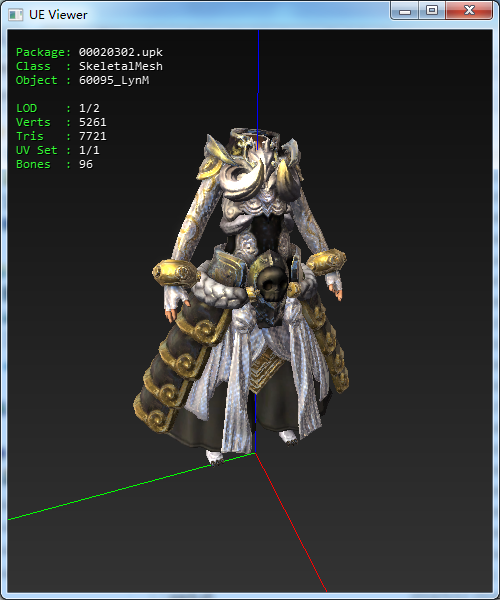 UE Viewer
Package: 00020302.upk
Class : SkeletalMesh
Object : 60095_LynM
LOD : 1/2
Verts : 5261
Tris : 7721
UV Set : 1/1
Bones : 96